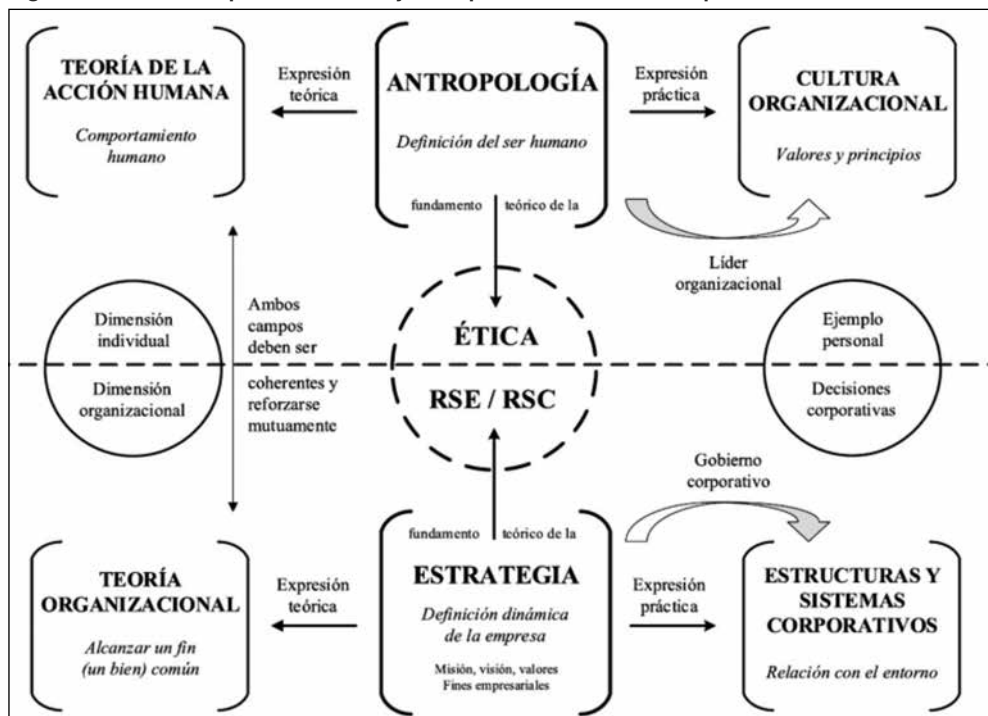 TEORÍA DE LA
ACCIÓN HUMANA
Comportamiento
humano
Expresión
teórica
ANTROPOLOGÍA
Definición del ser humano
fundamento teórico de la
Expresión
práctica
CULTURA
ORGANIZACIONAL
Valores y principios
Líder
organizacional
Dimensión
individual
Dimensión
organizacional
Ambos
campos
deben ser
coherentes y
reforzarse
mutuamente
ÉTICA
RSE / RSC
Ejemplo
personal
Decisiones
corporativas
Gobierno
corporativo
TEORÍA
ORGANIZACIONAL
Alcanzar un fin
(un bien) común
Expresión
teórica
fundamento teórico de la
ESTRATEGIA
Definición dinámica
de la empresa
Misión, visión, valores
Fines empresariales
Expresión
práctica
ESTRUCTURAS Y
SISTEMAS
CORPORATIVOS
Relación con el entorno